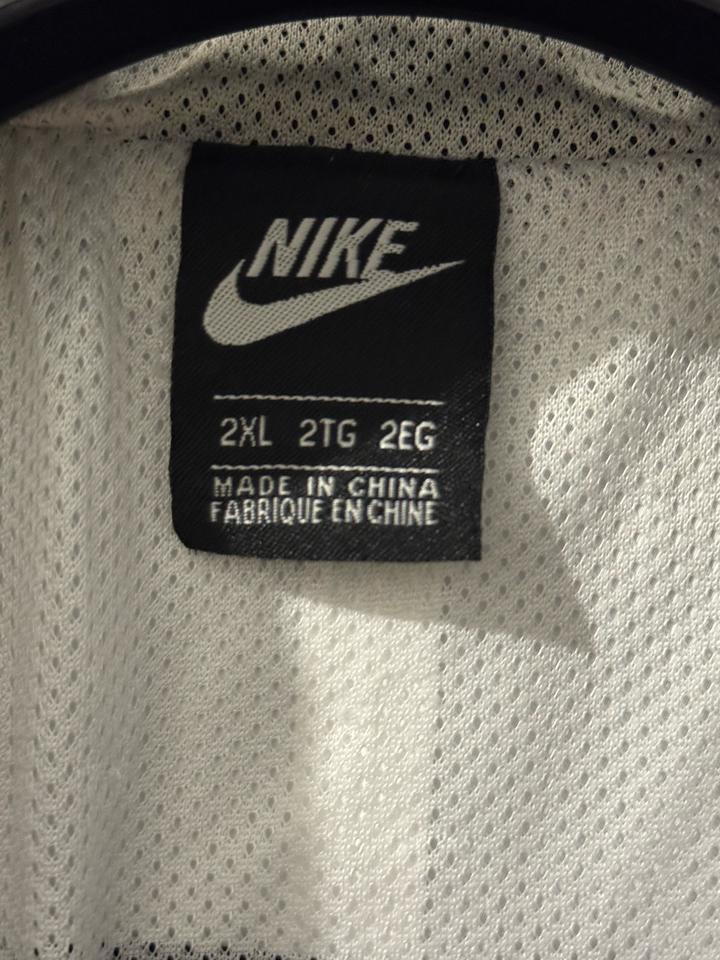 NIKE
2XL 2TG 2EG
MADE IN CHINA
FABRIQUE EN CHINE